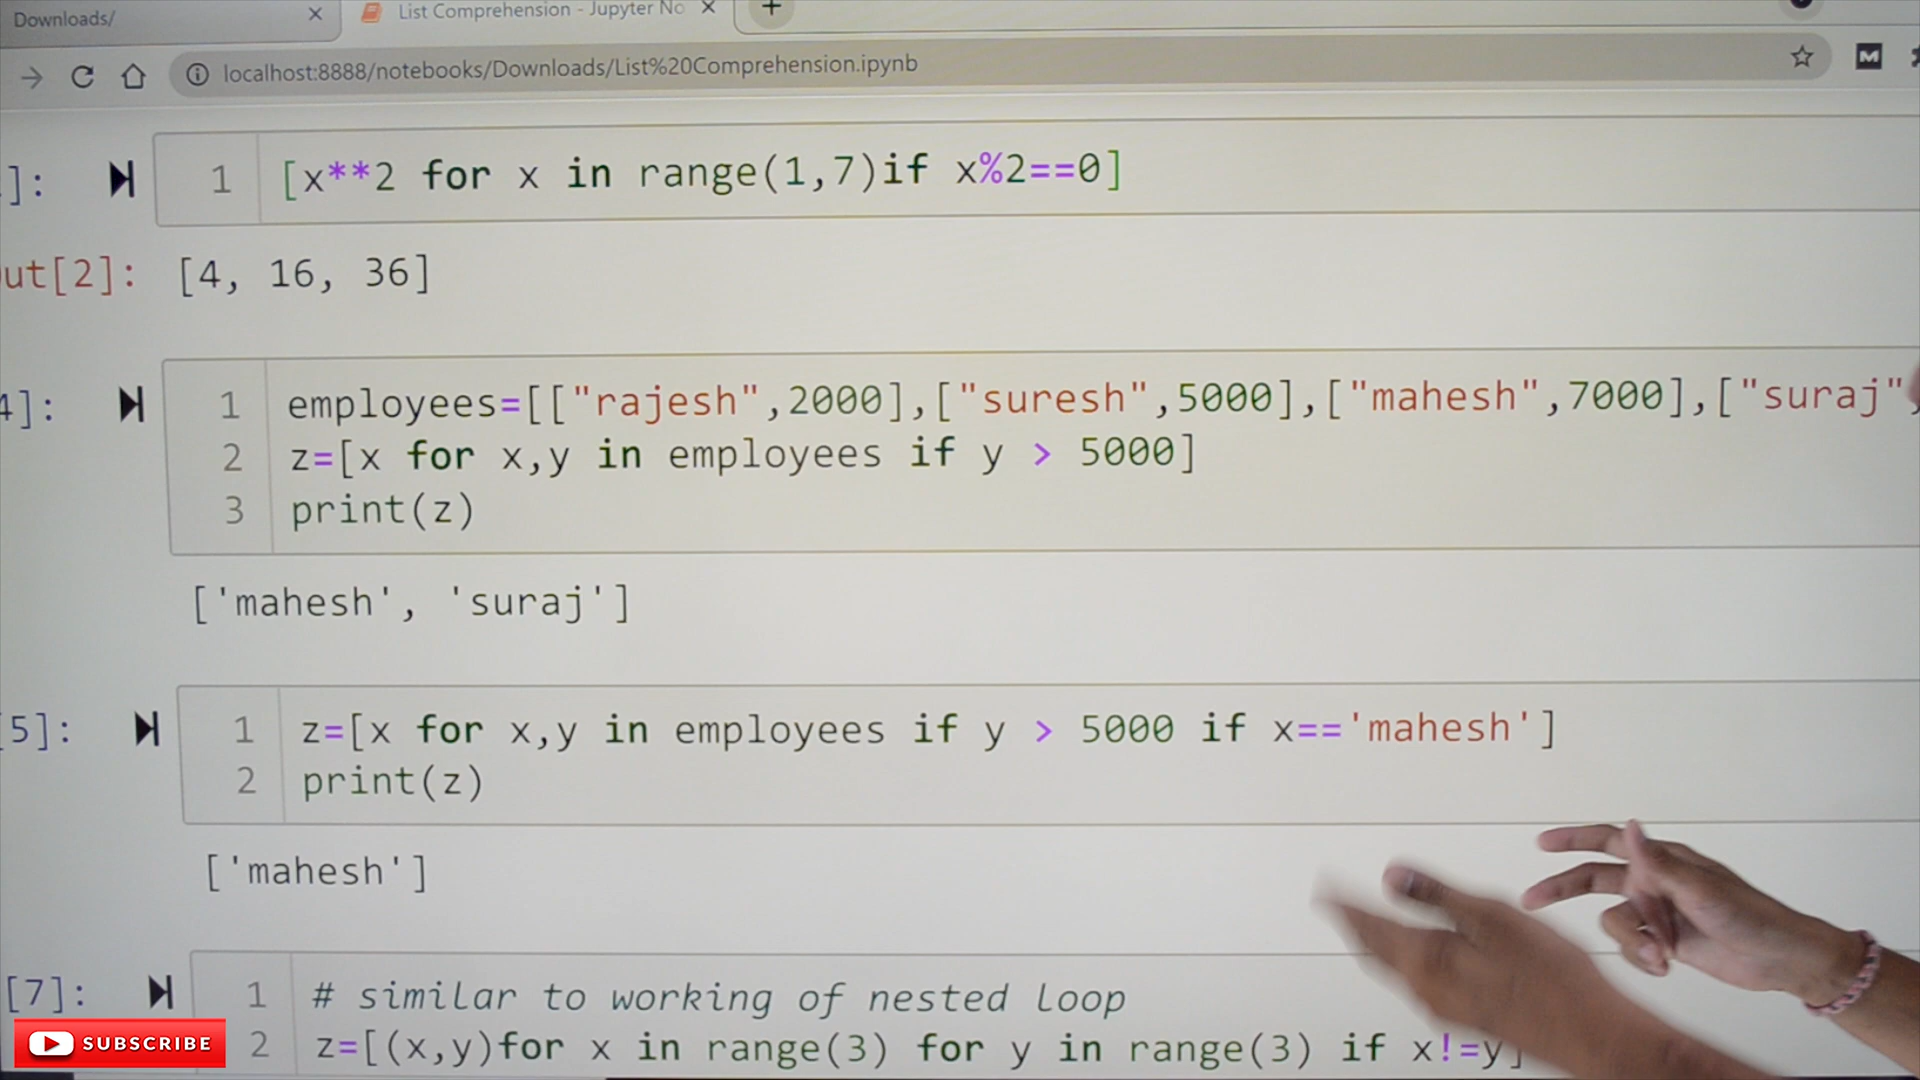 Downloads/
List Comprehension - Jupyter No
localhost:8888/notebooks/Downloads/List%20Comprehension.ipynb
]:
1 [x**2 for x in range(1,7)if x%2==0]
ut[2]: [4, 16, 36]
4]:
1 employees=[["rajesh",2000],["suresh",5000],["mahesh",7000],["suraj",
2 z=[x for x,y in employees if y > 5000]
3 print(z)
['mahesh', 'suraj']
[5]:
1 z=[x for x,y in employees if y > 5000 if x=='mahesh']
2 print(z)
['mahesh']
[7]:
1 # similar to working of nested loop
2 z=[(x,y)for x in range(3) for y in range(3) if x!=y]
SUBSCRIBE